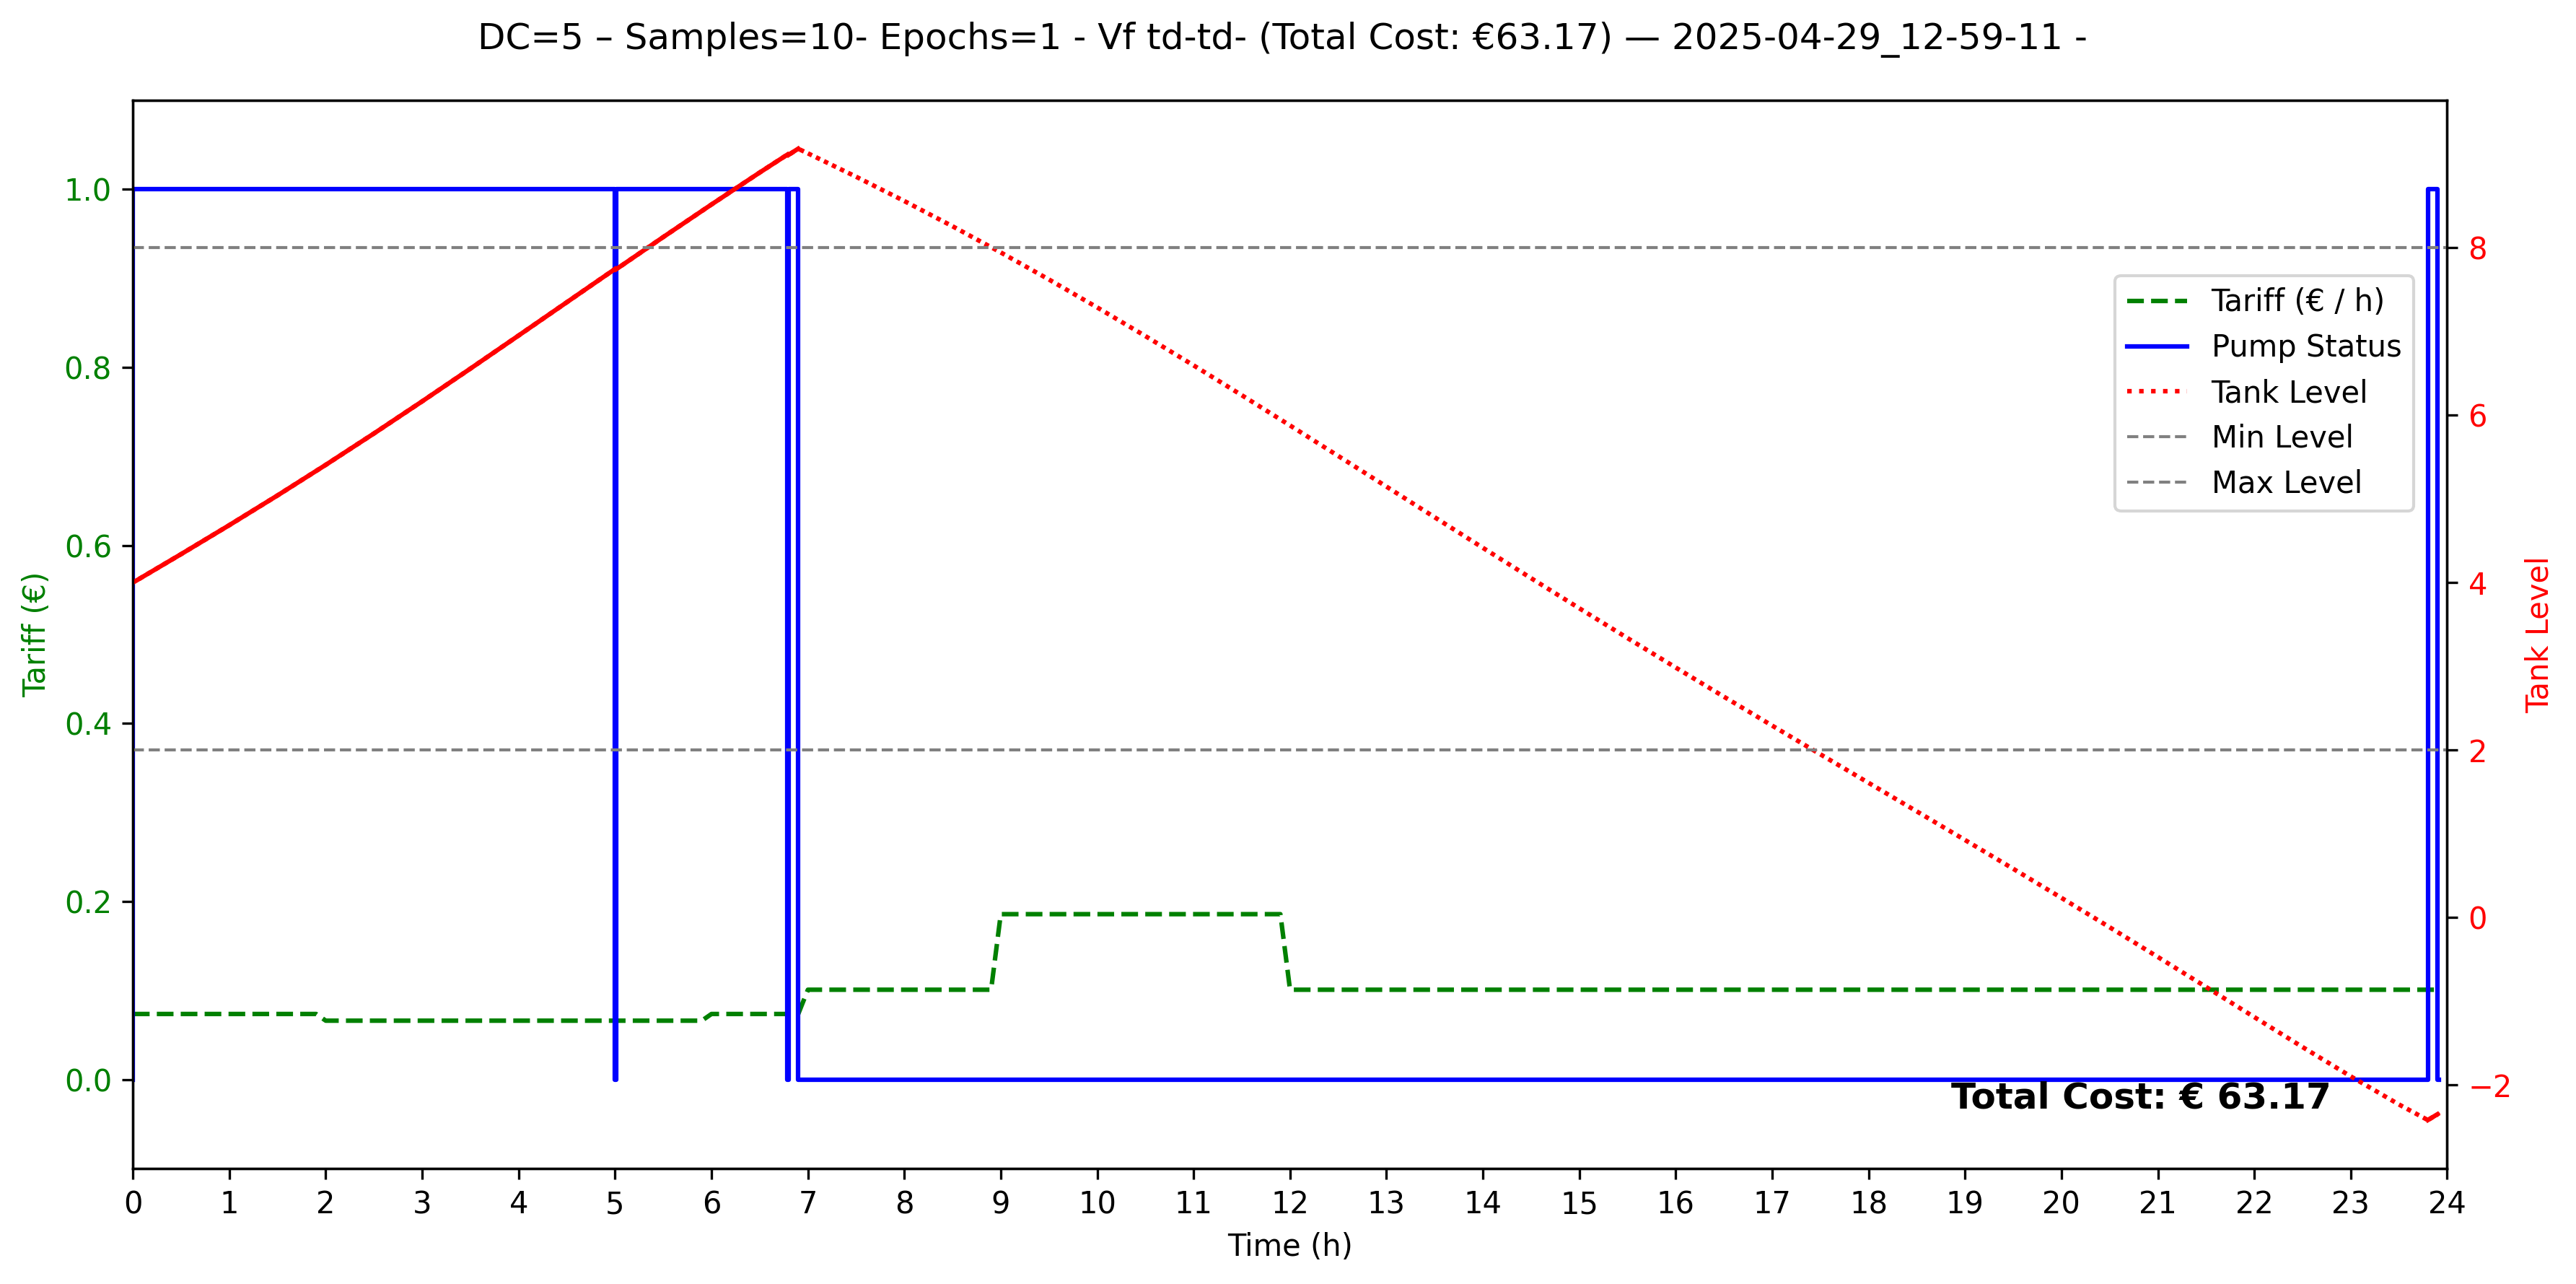 DC=5 – Samples=10- Epochs=1 - Vf td-td- (Total Cost: €63.17) — 2025-04-29_12-59-11 -
1.0
0.8
0.6
0.4
0.2
0.0
Tariff (€)
8
6
4
2
0
−2
Tank Level
Tariff (€ / h)
Pump Status
Tank Level
Min Level
Max Level
Total Cost: € 63.17
0 1 2 3 4 5 6 7 8 9 10 11 12 13 14 15 16 17 18 19 20 21 22 23 24
Time (h)